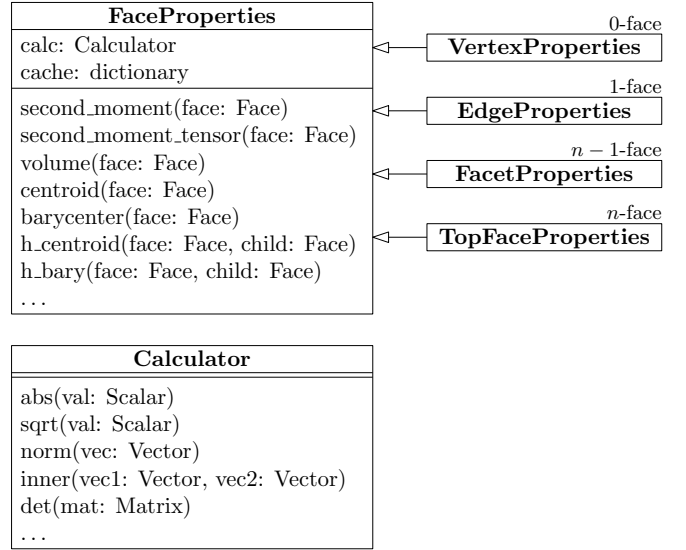 FaceProperties
calc: Calculator
cache: dictionary
second_moment(face: Face)
second_moment_tensor(face: Face)
volume(face: Face)
centroid(face: Face)
barycenter(face: Face)
h_centroid(face: Face, child: Face)
h_bary(face: Face, child: Face)
...
0-face
VertexProperties
1-face
EdgeProperties
n − 1-face
FacetProperties
n-face
TopFaceProperties
Calculator
abs(val: Scalar)
sqrt(val: Scalar)
norm(vec: Vector)
inner(vec1: Vector, vec2: Vector)
det(mat: Matrix)
...